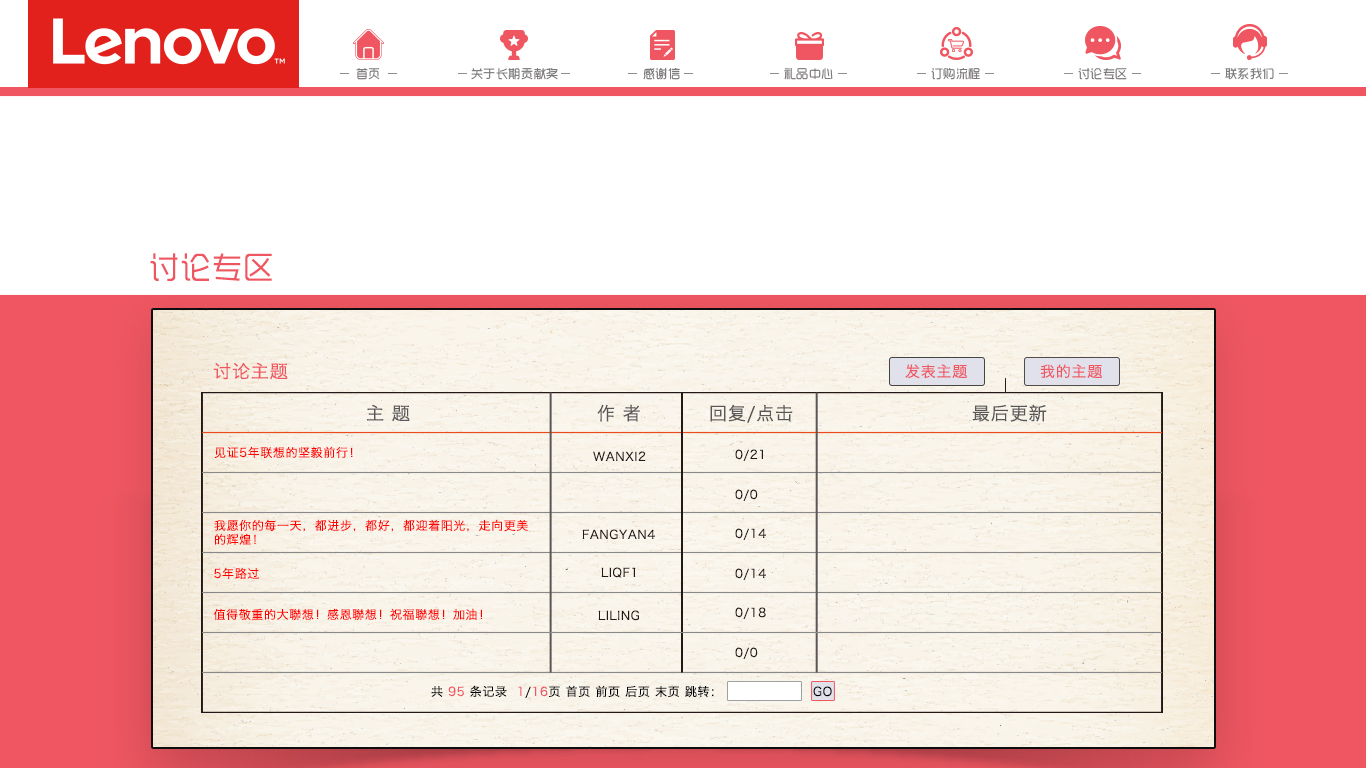 Lenovo™
首页
关于长期贡献奖
感谢信
礼品中心
订购流程
讨论专区
联系我们
讨论专区
讨论主题
发表主题
我的主题
主 题
作 者
回复/点击
最后更新
见证5年联想的坚毅前行！
WANXI2
0/21
0/0
我愿你的每一天，都进步，都好，都迎着阳光，走向更美
的辉煌！
FANGYAN4
0/14
5年路过
LIQF1
0/14
值得敬重的大聯想！感恩聯想！祝福聯想！加油！
LILING
0/18
0/0
共 95 条记录 1/16页 首页 前页 后页 末页 跳转： GO